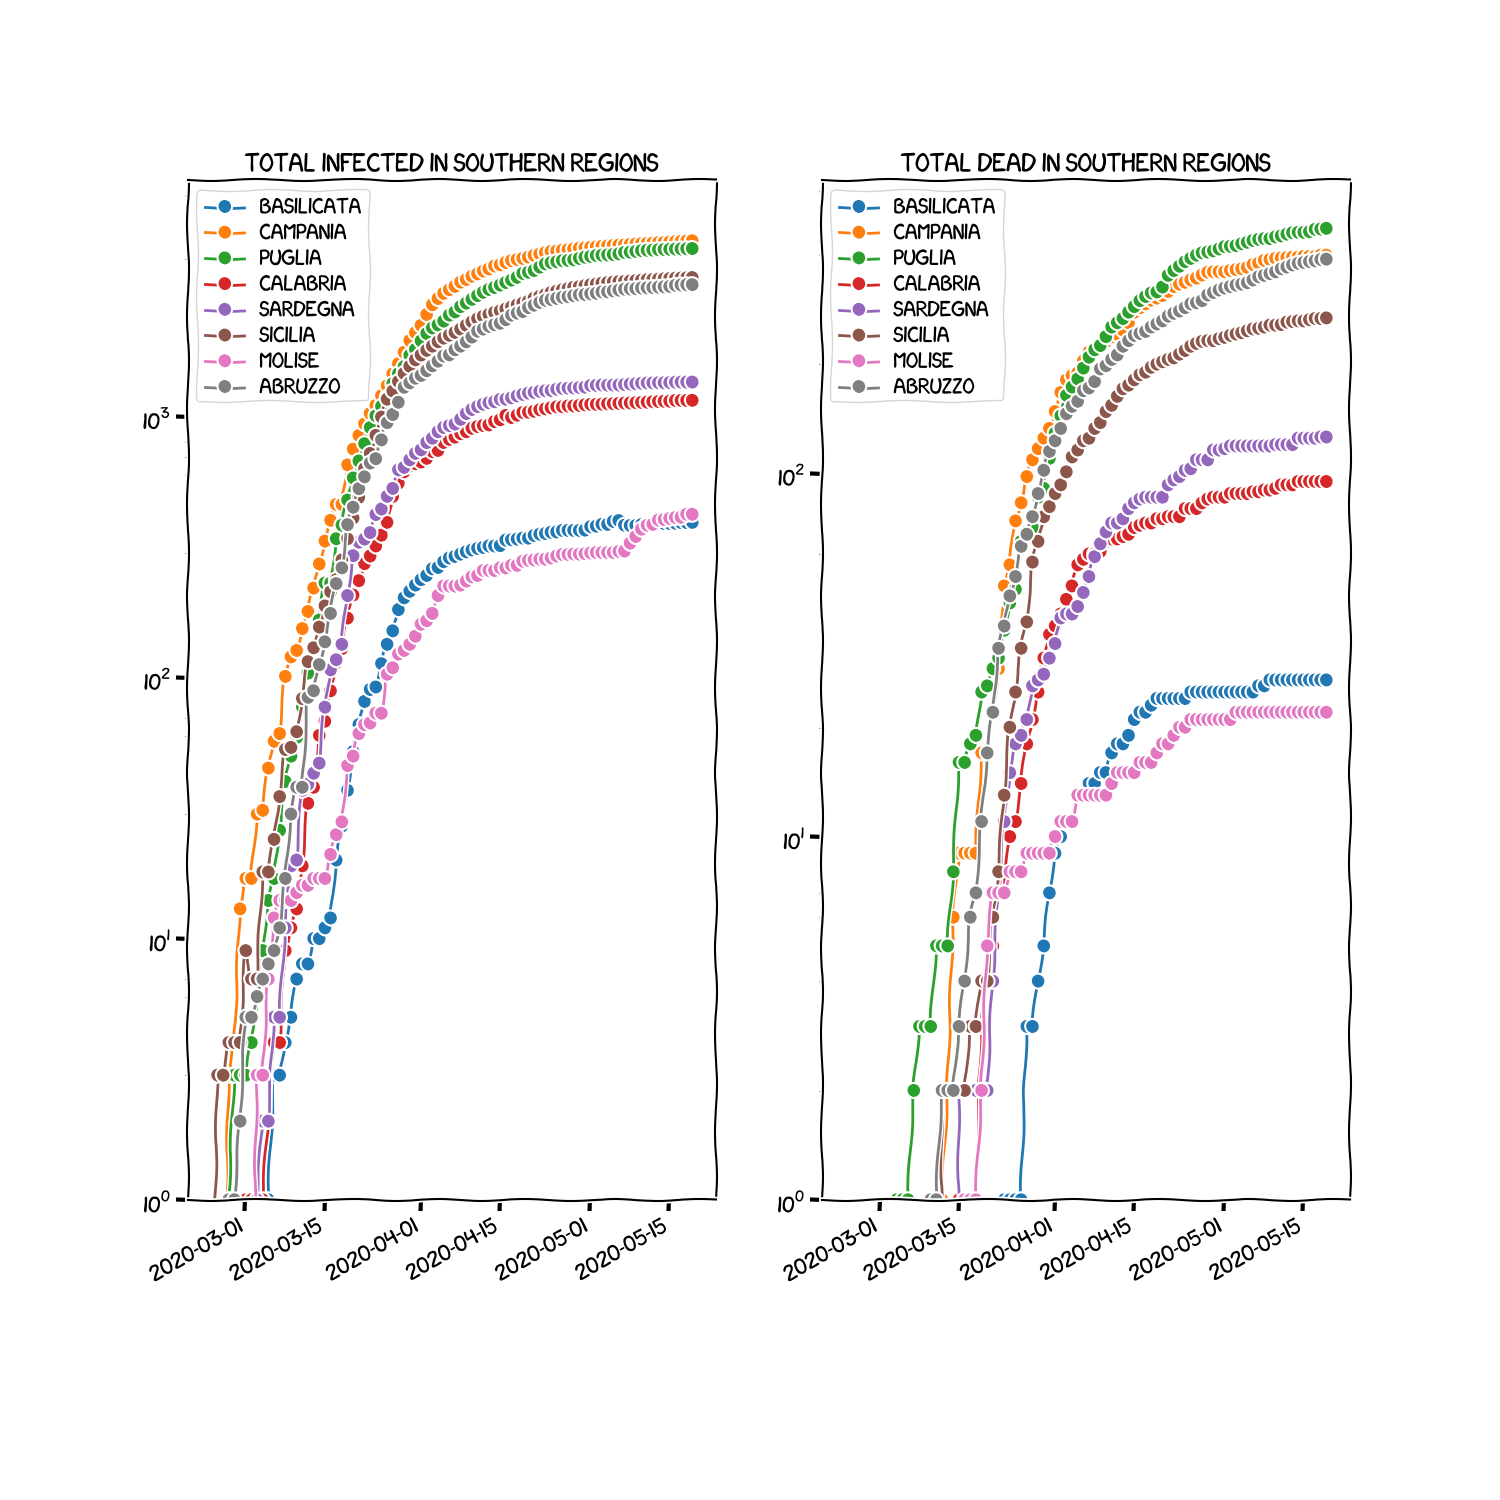 TOTAL INFECTED IN SOUTHERN REGIONS
BASILICATA
CAMPANIA
PUGLIA
CALABRIA
SARDEGNA
SICILIA
MOLISE
ABRUZZO
10³
10²
10¹
10⁰
2020-03-01
2020-03-15
2020-04-01
2020-04-15
2020-05-01
2020-05-15
TOTAL DEAD IN SOUTHERN REGIONS
BASILICATA
CAMPANIA
PUGLIA
CALABRIA
SARDEGNA
SICILIA
MOLISE
ABRUZZO
10²
10¹
10⁰
2020-03-01
2020-03-15
2020-04-01
2020-04-15
2020-05-01
2020-05-15